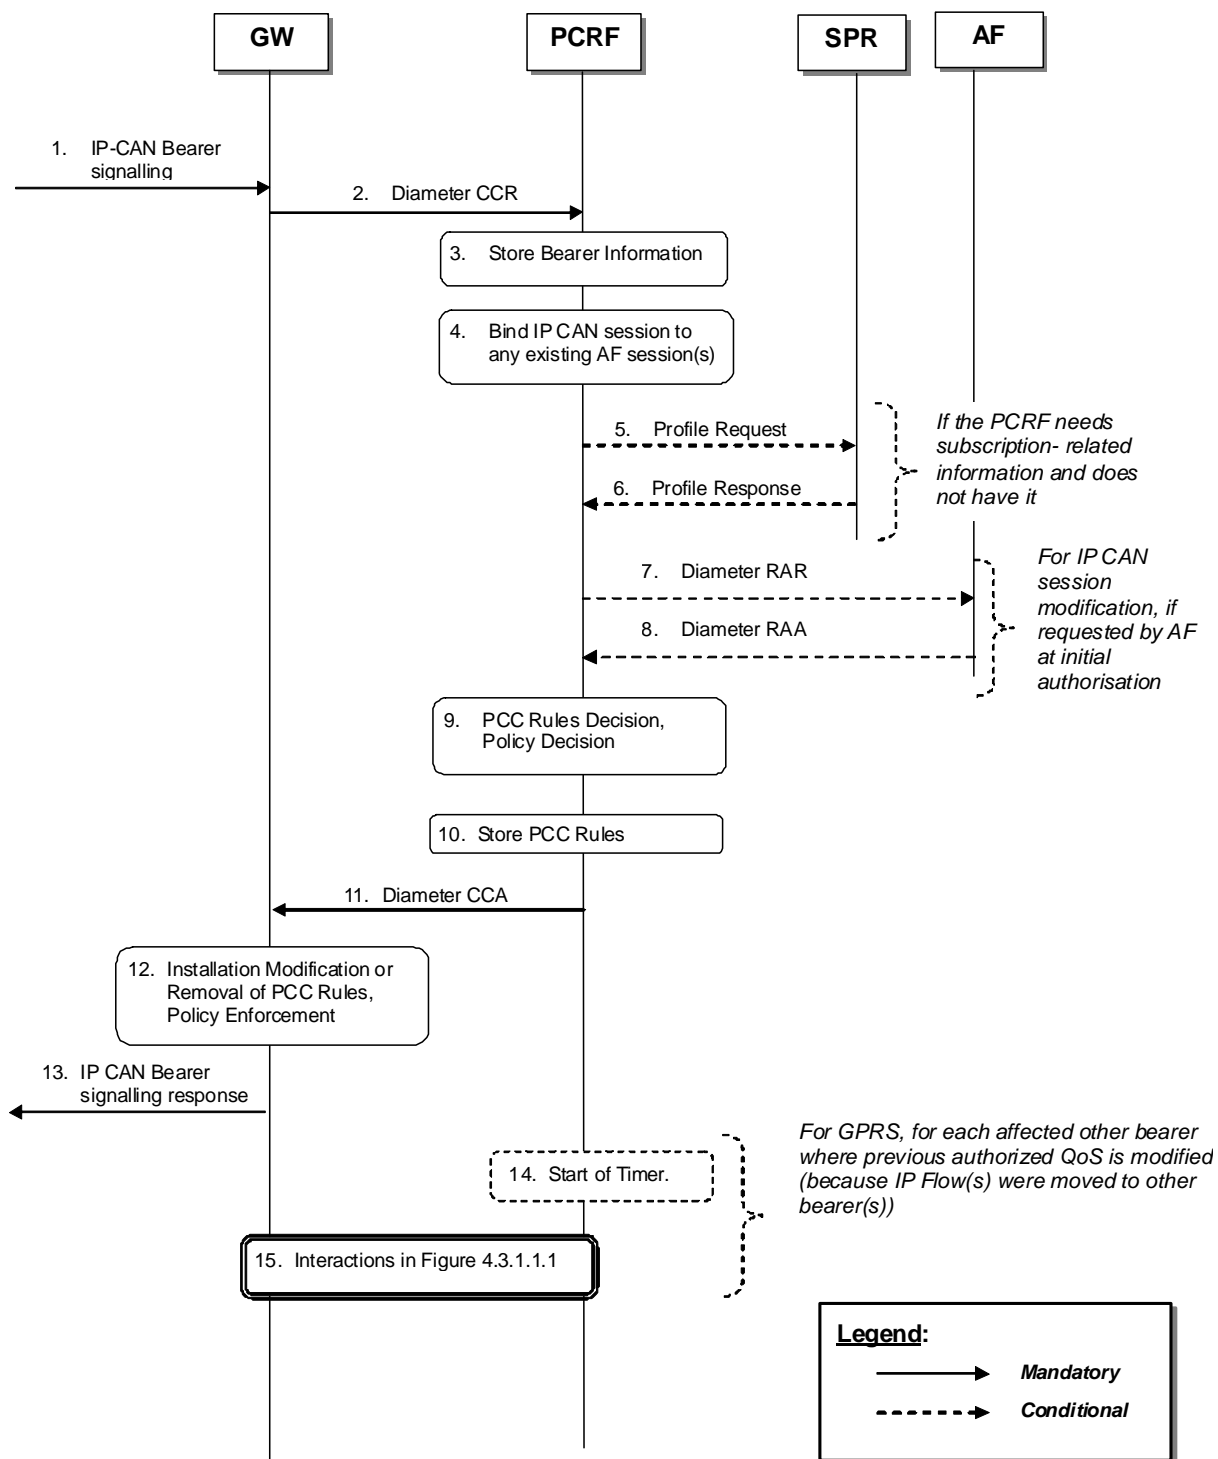 GW
PCRF
SPR
AF
1. IP-CAN Bearer
signalling
2. Diameter CCR
3. Store Bearer Information
4. Bind IP CAN session to
any existing AF session(s)
5. Profile Request
6. Profile Response
If the PCRF needs
subscription- related
information and does
not have it
7. Diameter RAR
8. Diameter RAA
For IP CAN
session
modification, if
requested by AF
at initial
authorisation
9. PCC Rules Decision,
Policy Decision
10. Store PCC Rules
11. Diameter CCA
12. Installation Modification or
Removal of PCC Rules,
Policy Enforcement
13. IP CAN Bearer
signalling response
14. Start of Timer.
For GPRS, for each affected other bearer
where previous authorized QoS is modified
(because IP Flow(s) were moved to other
bearer(s))
15. Interactions in Figure 4.3.1.1.1
Legend:
Mandatory
Conditional